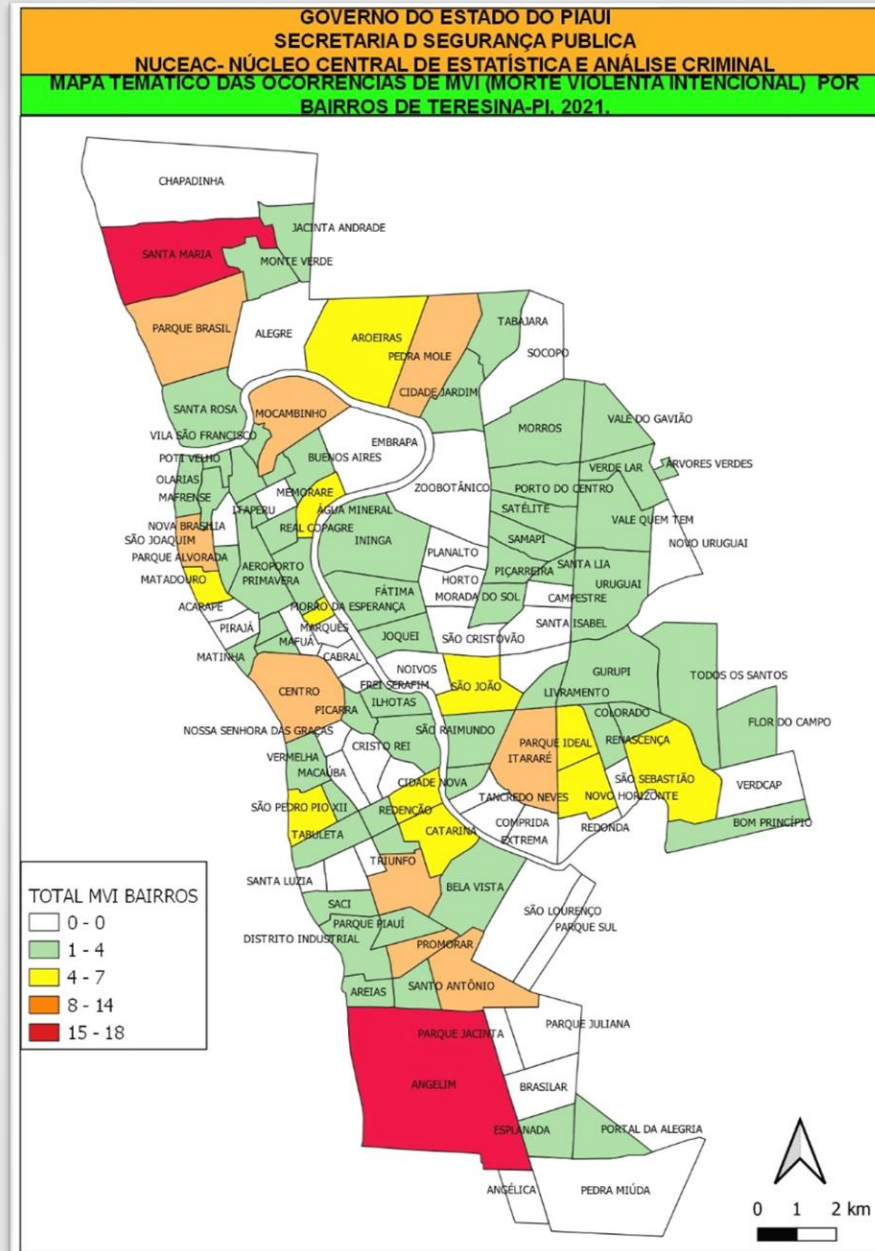 GOVERNO DO ESTADO DO PIAUI
SECRETARIA D SEGURANÇA PUBLICA
NUCEAC- NÚCLEO CENTRAL DE ESTATÍSTICA E ANÁLISE CRIMINAL
MAPA TEMATICO DAS OCORRENCIAS DE MVI (MORTE VIOLENTA INTENCIONAL) POR
BAIRROS DE TERESINA-PI, 2021.
CHAPADINHA
JACINTA ANDRADE
SANTA MARIA
MONTE VERDE
PARQUE BRASIL
ALEGRE
AROEIRAS
TABAJARA
PEDRA MOLE
SOCOPO
CIDADE JARDIM
SANTA ROSA
MOCAMBINHO
MORROS
VALE DO GAVIÃO
VILA SÃO FRANCISCO
EMBRAPA
POTI VELHO
BUENOS AIRES
VERDE LAR
ÁRVORES VERDES
OLARIAS
ZOOBOTÂNICO
PORTO DO CENTRO
MAFRENSE
MEMORARE
ITAPERU
ÁGUA MINERAL
SATÉLITE
VALE QUEM TEM
NOVA BRASILIA
REAL COPAGRE
SÃO JOAQUIM
ININGA
SAMAPI
NOVO URUGUAI
PARQUE ALVORADA
PLANALTO
AEROPORTO
PIÇARREIRA
SANTA LIA
MATADOURO
PRIMAVERA
HORTO
URUGUAI
FÁTIMA
MORADA DO SOL
CAMPESTRE
ACARAPE
MORRO DA ESPERANÇA
PIRAJÁ
MARQUES
SANTA ISABEL
MAFUÁ
JOQUEI
SÃO CRISTOVÃO
MATINHA
CABRAL
NOIVOS
GURUPI
TODOS OS SANTOS
FREI SERAFIM
SÃO JOÃO
CENTRO
LIVRAMENTO
PICARRA
ILHOTAS
COLORADO
FLOR DO CAMPO
NOSSA SENHORA DAS GRAÇAS
SÃO RAIMUNDO
PARQUE IDEAL
RENASCENÇA
CRISTO REI
VERMELHA
ITARARÉ
MACAÚBA
CIDADE NOVA
SÃO SEBASTIÃO
VERDCAP
SÃO PEDRO PIO XII
REDENÇÃO
TANCREDO NEVES
NOVO HORIZONTE
TABULETA
CATARINA
COMPRIDA
REDONDA
BOM PRINCÍPIO
EXTREMA
TRIUNFO
SANTA LUZIA
BELA VISTA
SACI
SÃO LOURENÇO
PARQUE PIAUÍ
PARQUE SUL
DISTRITO INDUSTRIAL
PROMORAR
AREIAS
SANTO ANTÔNIO
PARQUE JACINTA
PARQUE JULIANA
ANGELIM
BRASILAR
ESPLANADA
PORTAL DA ALEGRIA
ANGÉLICA
PEDRA MIÚDA
TOTAL MVI BAIRROS
0 - 0
1 - 4
4 - 7
8 - 14
15 - 18
0 1 2 km